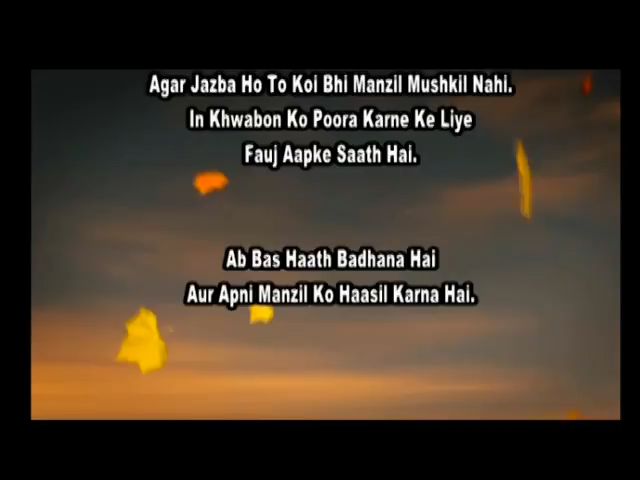 Agar Jazba Ho To Koi Bhi Manzil Mushkil Nahi.
In Khwabon Ko Poora Karne Ke Liye
Fauj Aapke Saath Hai.
Ab Bas Haath Badhana Hai
Aur Apni Manzil Ko Haasil Karna Hai.